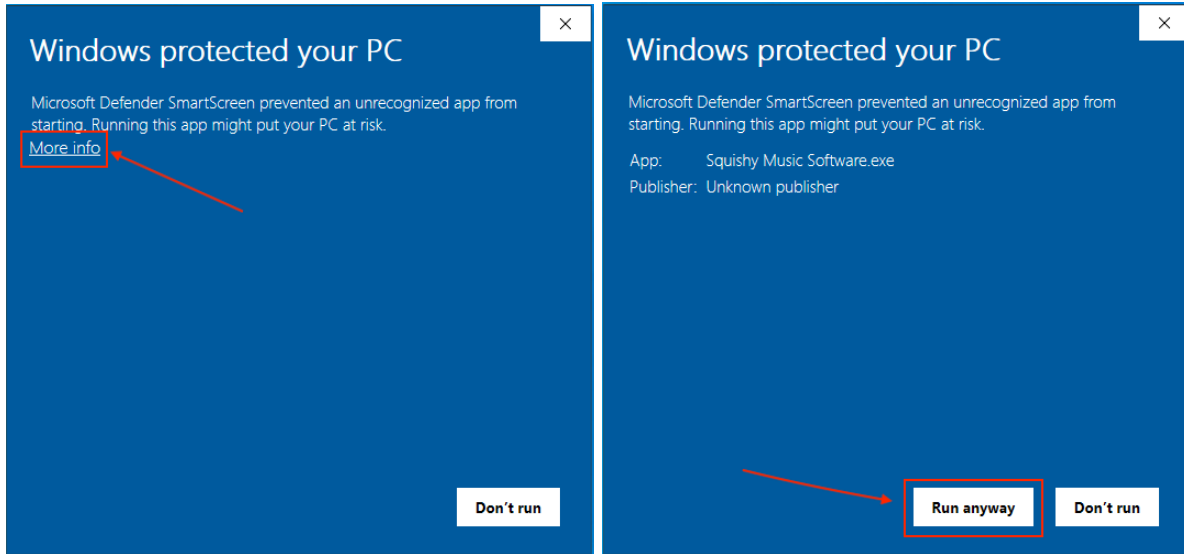 Windows protected your PC
Microsoft Defender SmartScreen prevented an unrecognized app from
starting. Running this app might put your PC at risk.
More info
Don't run
Windows protected your PC
Microsoft Defender SmartScreen prevented an unrecognized app from
starting. Running this app might put your PC at risk.
App: Squishy Music Software.exe
Publisher: Unknown publisher
Run anyway Don't run